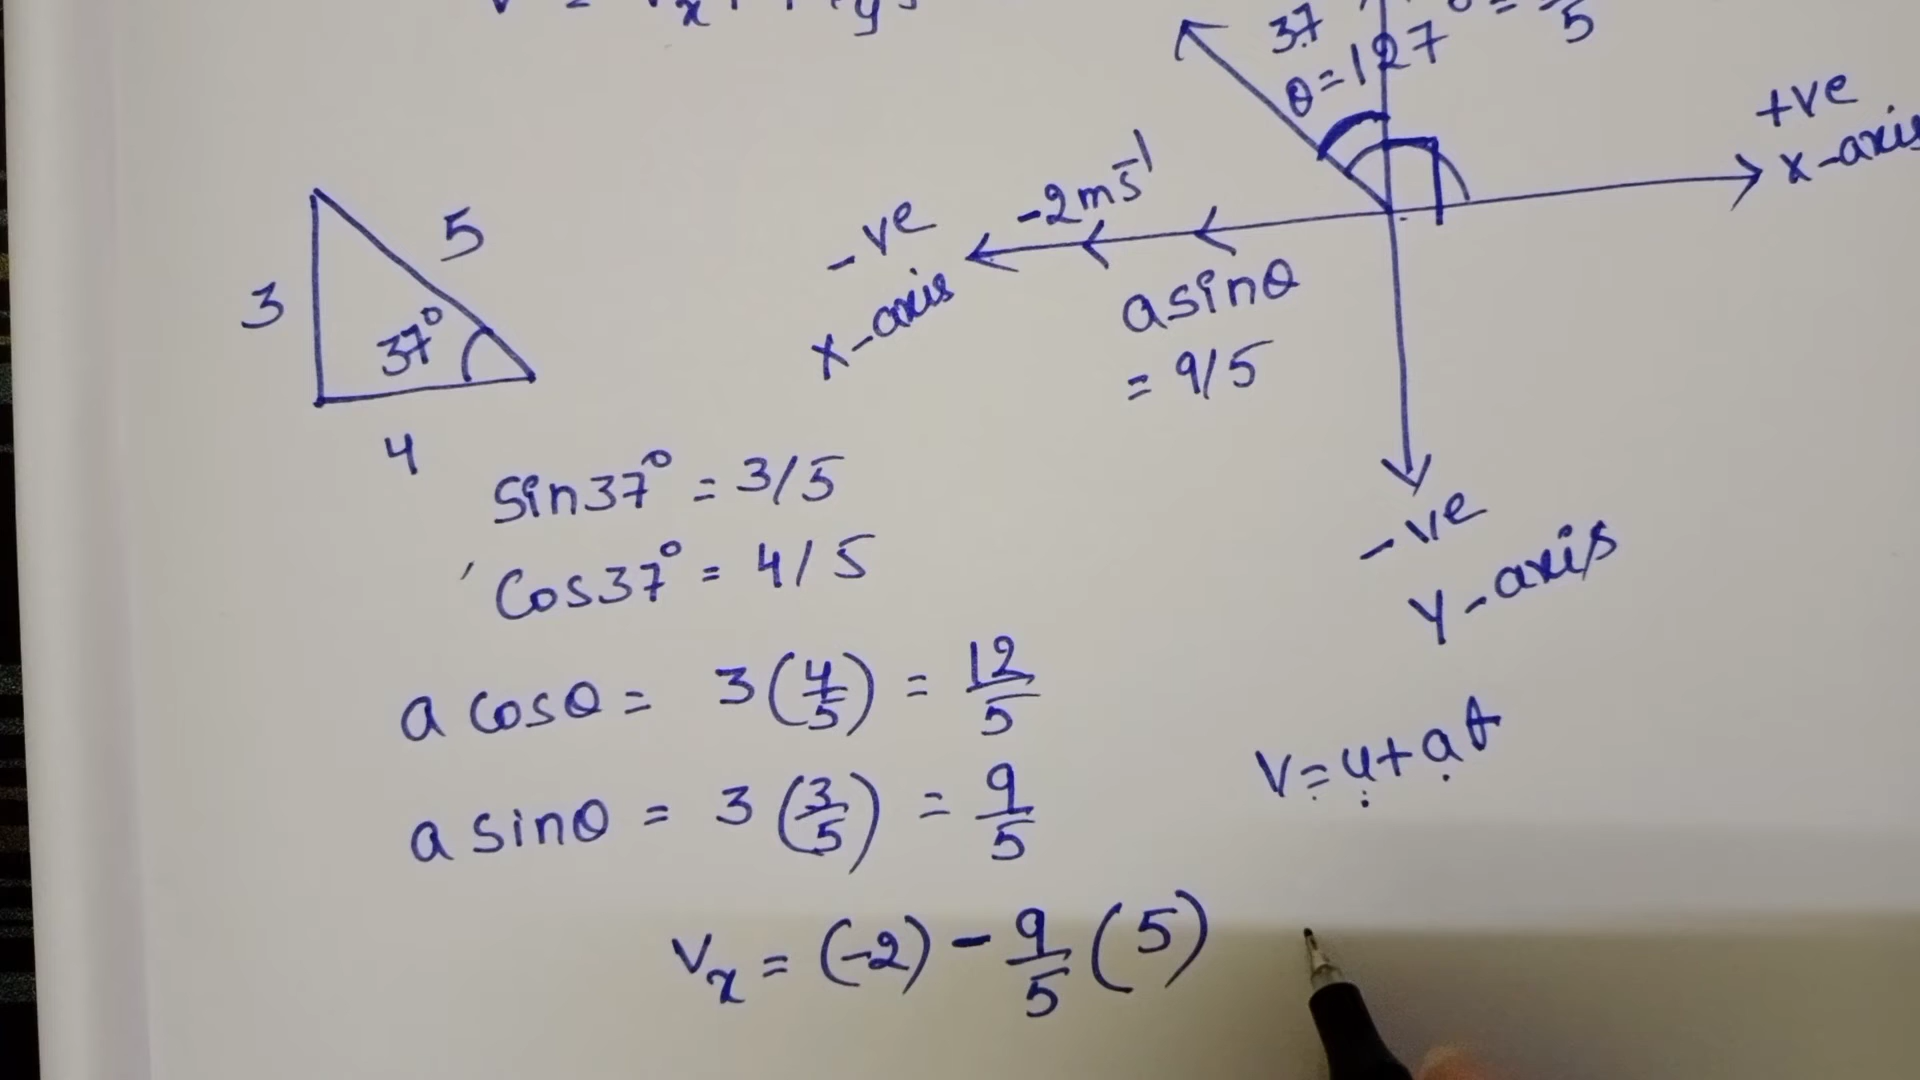 37
θ=127°
5
+ve
x-axis
-2ms⁻¹
-ve
x-axis
asinθ
= 9/5
3
5
37°
4
Sin37° = 3/5
Cos37° = 4/5
-ve
Y-axis
a cosθ = 3(4/5) = 12/5
a sinθ = 3(3/5) = 9/5
V=u+at
Vx = (-2) - 9/5 (5)